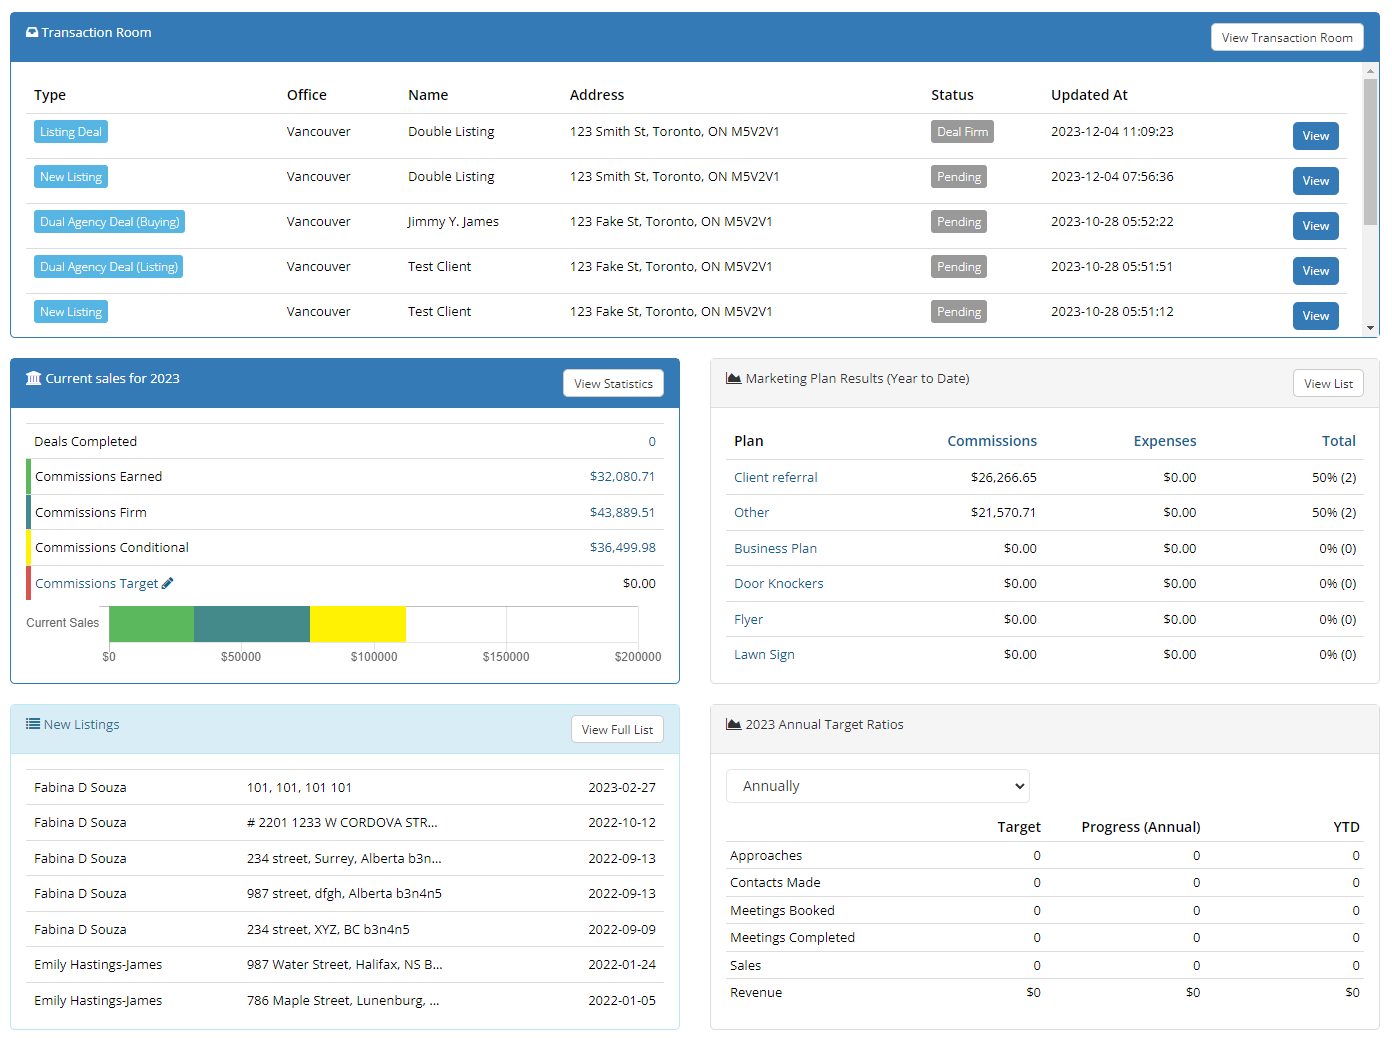 Transaction Room
View Transaction Room
Type Office Name Address Status Updated At
Listing Deal Vancouver Double Listing 123 Smith St, Toronto, ON M5V2V1 Deal Firm 2023-12-04 11:09:23 View
New Listing Vancouver Double Listing 123 Smith St, Toronto, ON M5V2V1 Pending 2023-12-04 07:56:36 View
Dual Agency Deal (Buying) Vancouver Jimmy Y. James 123 Fake St, Toronto, ON M5V2V1 Pending 2023-10-28 05:52:22 View
Dual Agency Deal (Listing) Vancouver Test Client 123 Fake St, Toronto, ON M5V2V1 Pending 2023-10-28 05:51:51 View
New Listing Vancouver Test Client 123 Fake St, Toronto, ON M5V2V1 Pending 2023-10-28 05:51:12 View
Current sales for 2023
View Statistics
Deals Completed 0
Commissions Earned $32,080.71
Commissions Firm $43,889.51
Commissions Conditional $36,499.98
Commissions Target $0.00
Current Sales
$0 $50000 $100000 $150000 $200000
Marketing Plan Results (Year to Date)
View List
Plan Commissions Expenses Total
Client referral $26,266.65 $0.00 50% (2)
Other $21,570.71 $0.00 50% (2)
Business Plan $0.00 $0.00 0% (0)
Door Knockers $0.00 $0.00 0% (0)
Flyer $0.00 $0.00 0% (0)
Lawn Sign $0.00 $0.00 0% (0)
New Listings
View Full List
Fabina D Souza 101, 101, 101 101 2023-02-27
Fabina D Souza # 2201 1233 W CORDOVA STR... 2022-10-12
Fabina D Souza 234 street, Surrey, Alberta b3n... 2022-09-13
Fabina D Souza 987 street, dfgh, Alberta b3n4n5 2022-09-13
Fabina D Souza 234 street, XYZ, BC b3n4n5 2022-09-09
Emily Hastings-James 987 Water Street, Halifax, NS B... 2022-01-24
Emily Hastings-James 786 Maple Street, Lunenburg, ... 2022-01-05
2023 Annual Target Ratios
Annually
Target Progress (Annual) YTD
Approaches 0 0 0
Contacts Made 0 0 0
Meetings Booked 0 0 0
Meetings Completed 0 0 0
Sales 0 0 0
Revenue $0 $0 $0